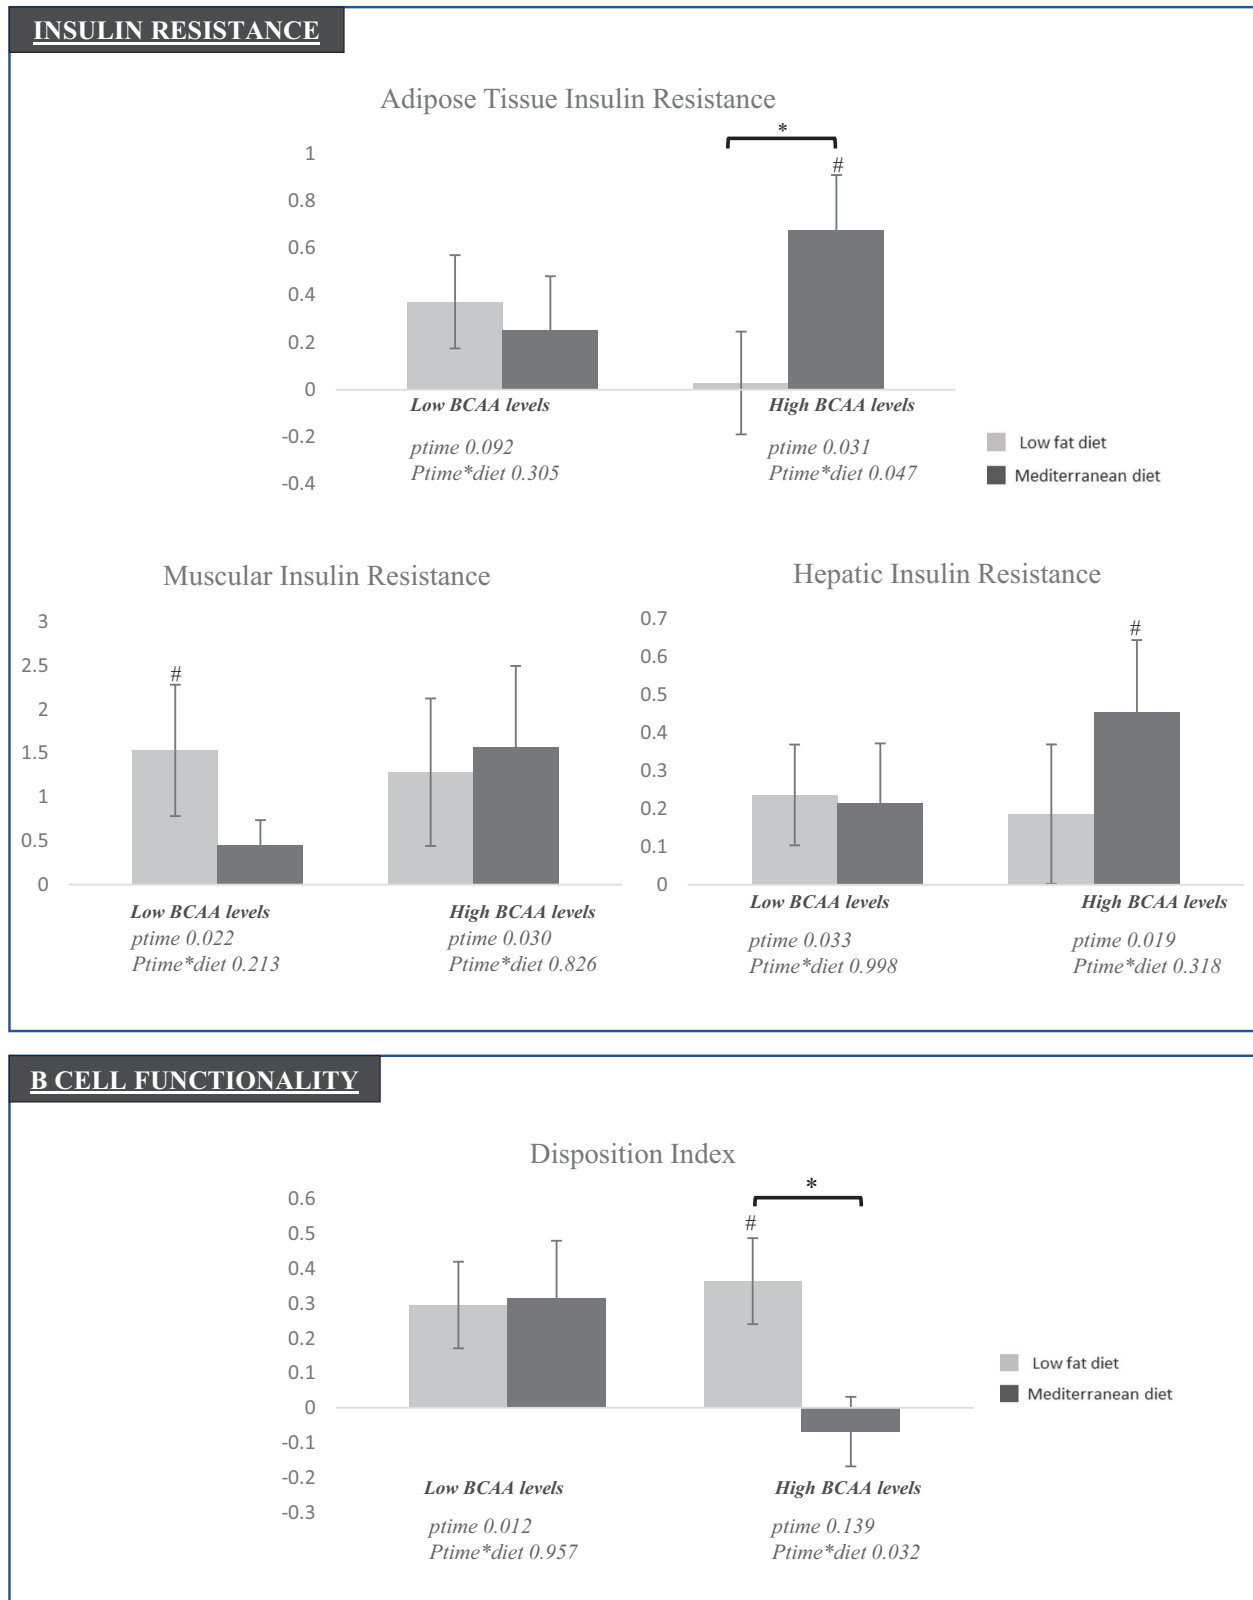 INSULIN RESISTANCE
Adipose Tissue Insulin Resistance
*
#
1
0.8
0.6
0.4
0.2
0
-0.2
-0.4
Low BCAA levels
ptime 0.092
Ptime*diet 0.305
High BCAA levels
ptime 0.031
Ptime*diet 0.047
Low fat diet
Mediterranean diet
Muscular Insulin Resistance
3
2.5
2
1.5
1
0.5
0
#
Low BCAA levels
ptime 0.022
Ptime*diet 0.213
High BCAA levels
ptime 0.030
Ptime*diet 0.826
Hepatic Insulin Resistance
0.7
0.6
0.5
0.4
0.3
0.2
0.1
0
#
Low BCAA levels
ptime 0.033
Ptime*diet 0.998
High BCAA levels
ptime 0.019
Ptime*diet 0.318
B CELL FUNCTIONALITY
Disposition Index
*
#
0.6
0.5
0.4
0.3
0.2
0.1
0
-0.1
-0.2
-0.3
Low BCAA levels
ptime 0.012
Ptime*diet 0.957
High BCAA levels
ptime 0.139
Ptime*diet 0.032
Low fat diet
Mediterranean diet